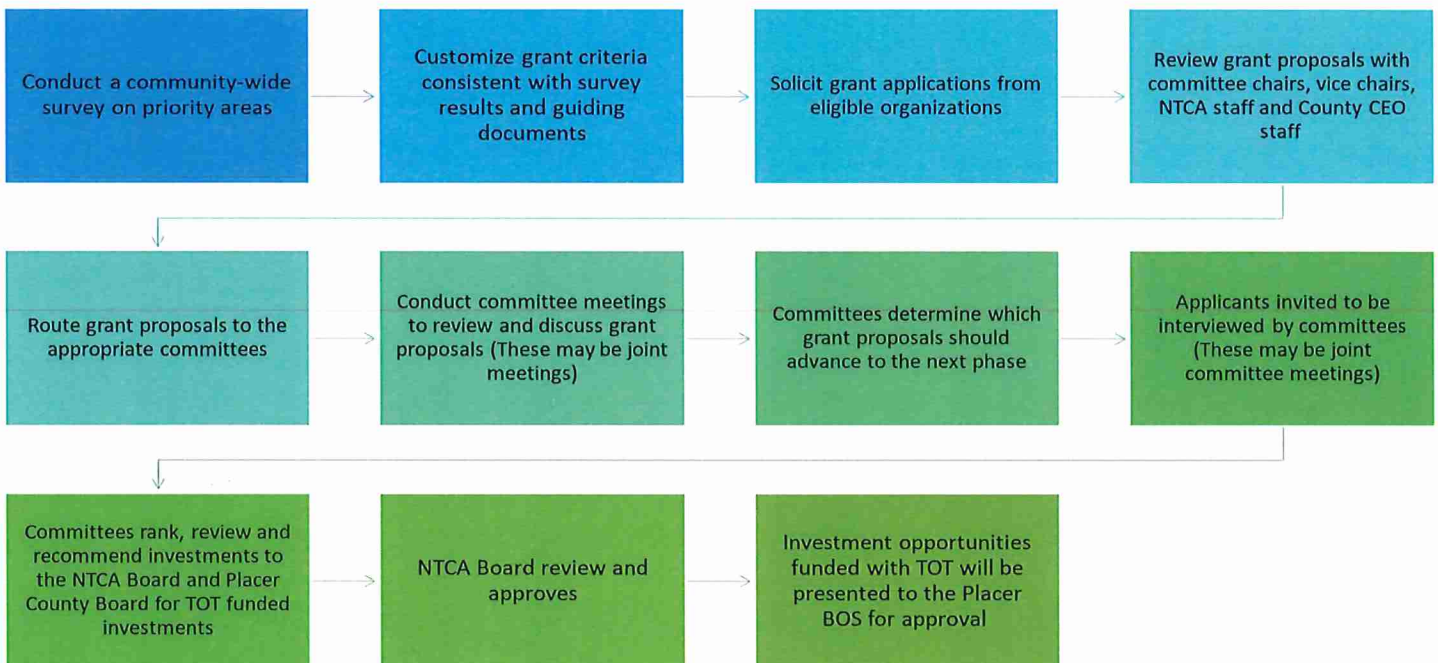 Conduct a community-wide
survey on priority areas
Customize grant criteria
consistent with survey
results and guiding
documents
Solicit grant applications from
eligible organizations
Review grant proposals with
committee chairs, vice chairs,
NTCA staff and County CEO
staff
Route grant proposals to the
appropriate committees
Conduct committee meetings
to review and discuss grant
proposals (These may be joint
meetings)
Committees determine which
grant proposals should
advance to the next phase
Applicants invited to be
interviewed by committees
(These may be joint
committee meetings)
Committees rank, review and
recommend investments to
the NTCA Board and Placer
County Board for TOT funded
investments
NTCA Board review and
approves
Investment opportunities
funded with TOT will be
presented to the Placer
BOS for approval